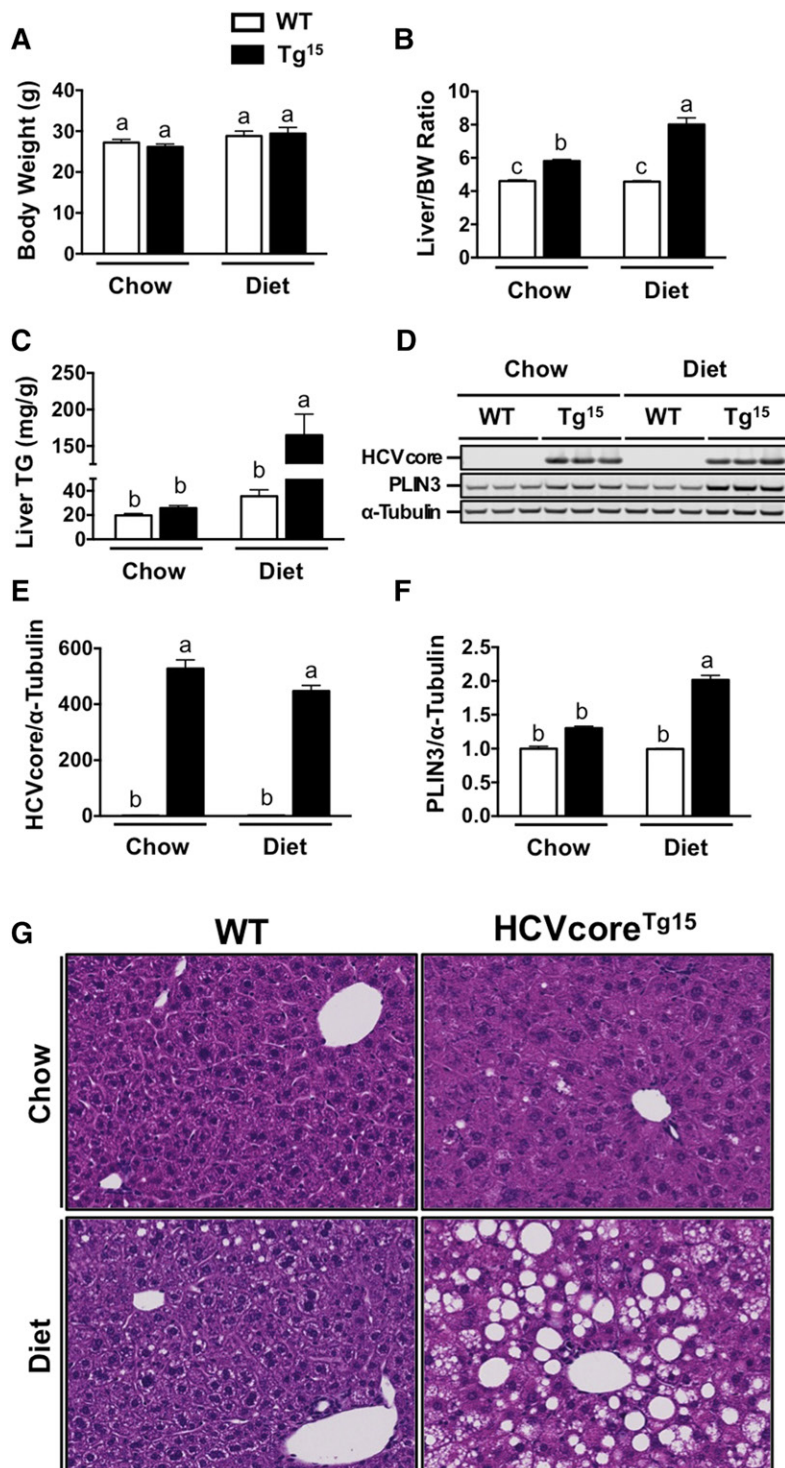 A
WT
Tg15
Body Weight (g)
40
30
20
10
0
a a a a
Chow Diet
B
Liver/BW Ratio
10
8
6
4
2
0
c b c a
Chow Diet
C
Liver TG (mg/g)
250
200
150
100
40
20
0
b b b a
Chow Diet
D
Chow Diet
WT Tg15 WT Tg15
HCVcore
PLIN3
α-Tubulin
E
HCVcore/α-Tubulin
600
400
200
0
b a b a
Chow Diet
F
PLIN3/α-Tubulin
2.5
2.0
1.5
1.0
0.5
0.0
b b b a
Chow Diet
G
WT HCVcoreTg15
Chow
Diet